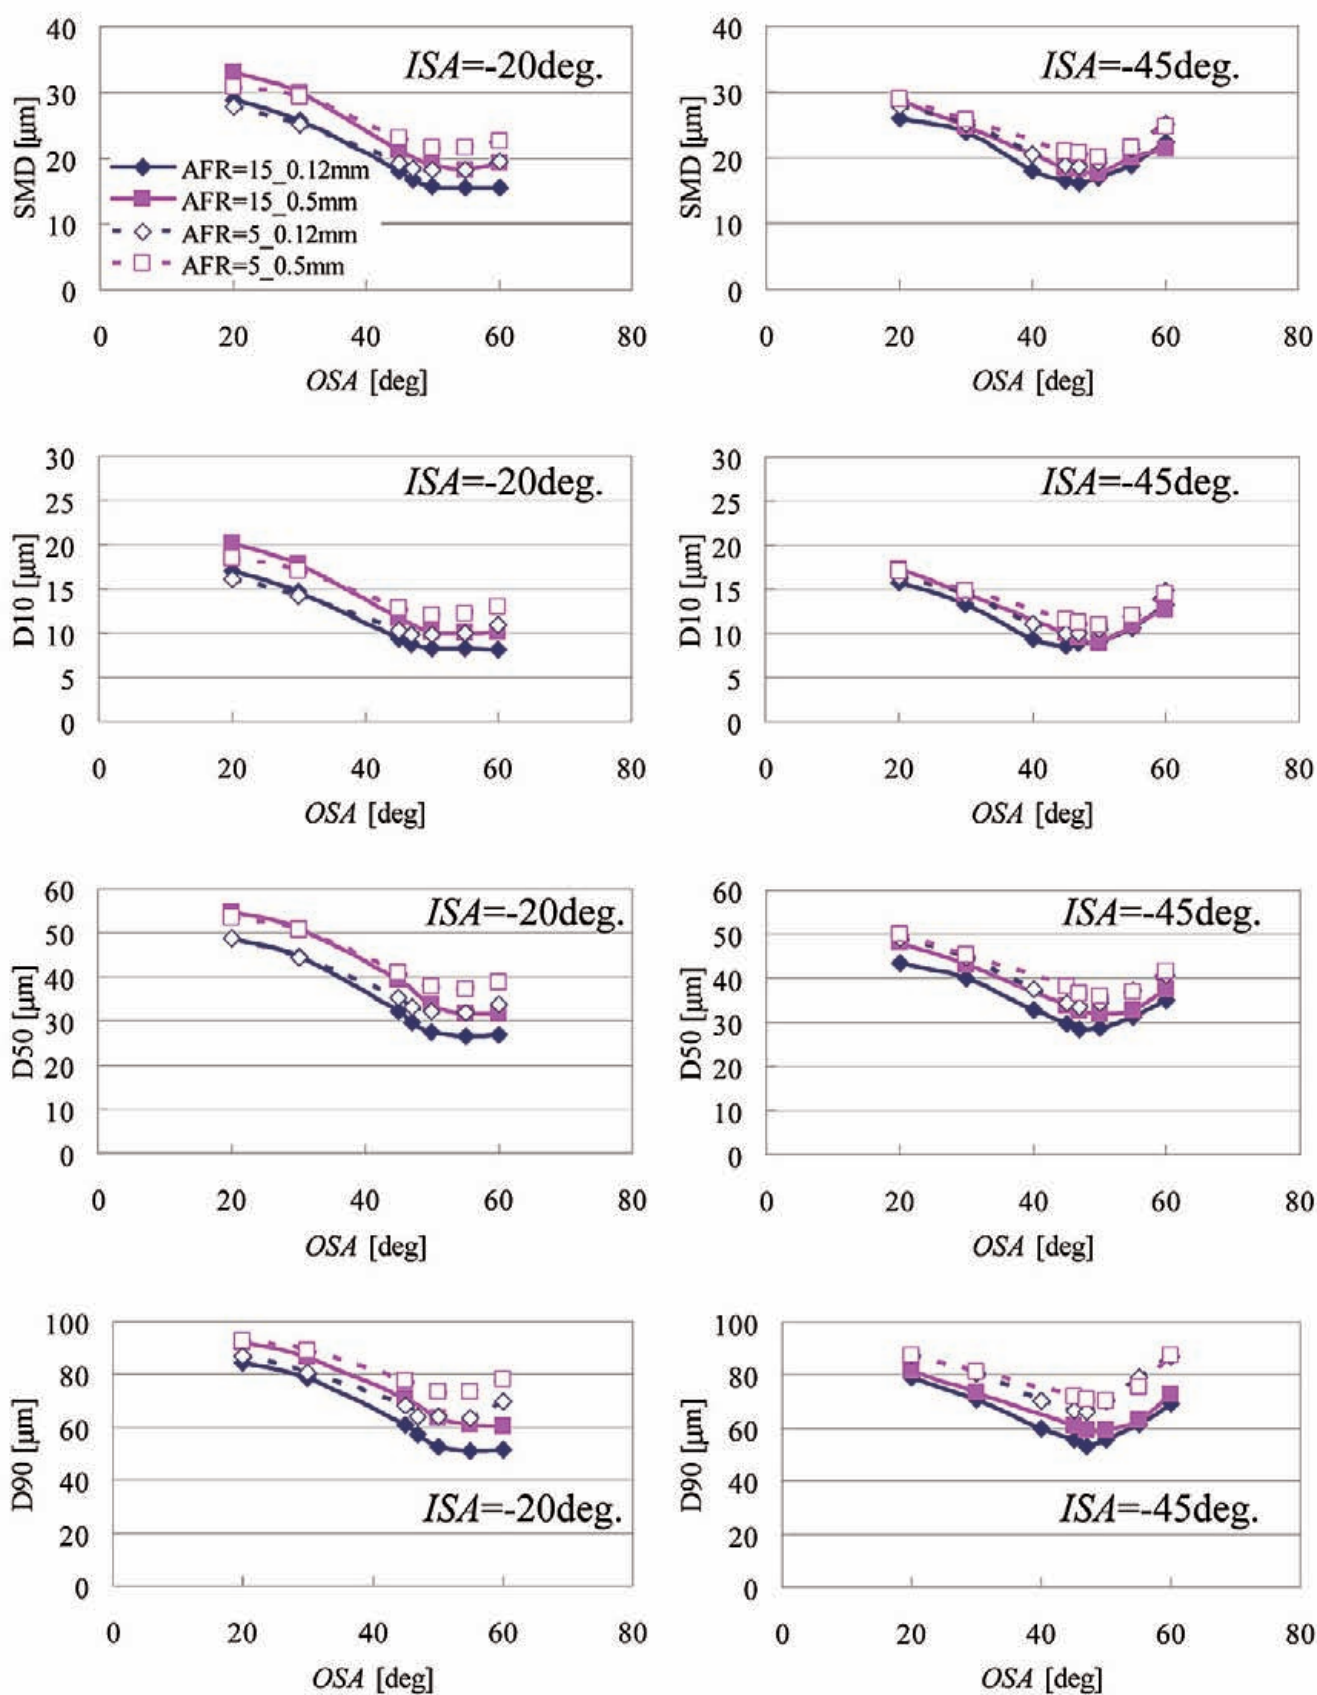 40
30
20
10
0
SMD [μm]
ISA=-20deg.
AFR=15_0.12mm
AFR=15_0.5mm
AFR=5_0.12mm
AFR=5_0.5mm
0 20 40 60 80
OSA [deg]
40
30
20
10
0
SMD [μm]
ISA=-45deg.
0 20 40 60 80
OSA [deg]
30
25
20
15
10
5
0
D10 [μm]
ISA=-20deg.
0 20 40 60 80
OSA [deg]
30
25
20
15
10
5
0
D10 [μm]
ISA=-45deg.
0 20 40 60 80
OSA [deg]
60
50
40
30
20
10
0
D50 [μm]
ISA=-20deg.
0 20 40 60 80
OSA [deg]
60
50
40
30
20
10
0
D50 [μm]
ISA=-45deg.
0 20 40 60 80
OSA [deg]
100
80
60
40
20
0
D90 [μm]
ISA=-20deg.
0 20 40 60 80
OSA [deg]
100
80
60
40
20
0
D90 [μm]
ISA=-45deg.
0 20 40 60 80
OSA [deg]